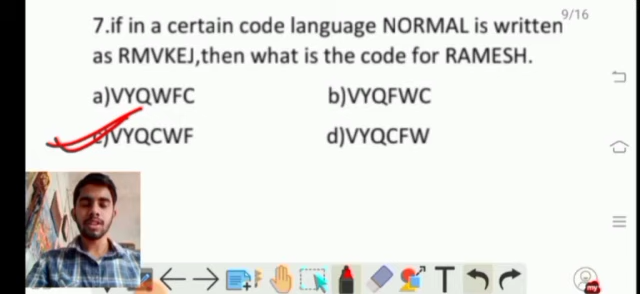 9/16
7.if in a certain code language NORMAL is written
as RMVKEJ,then what is the code for RAMESH.
a)VYQWFC b)VYQFWC
c)VYQCWF d)VYQCFW
T
my